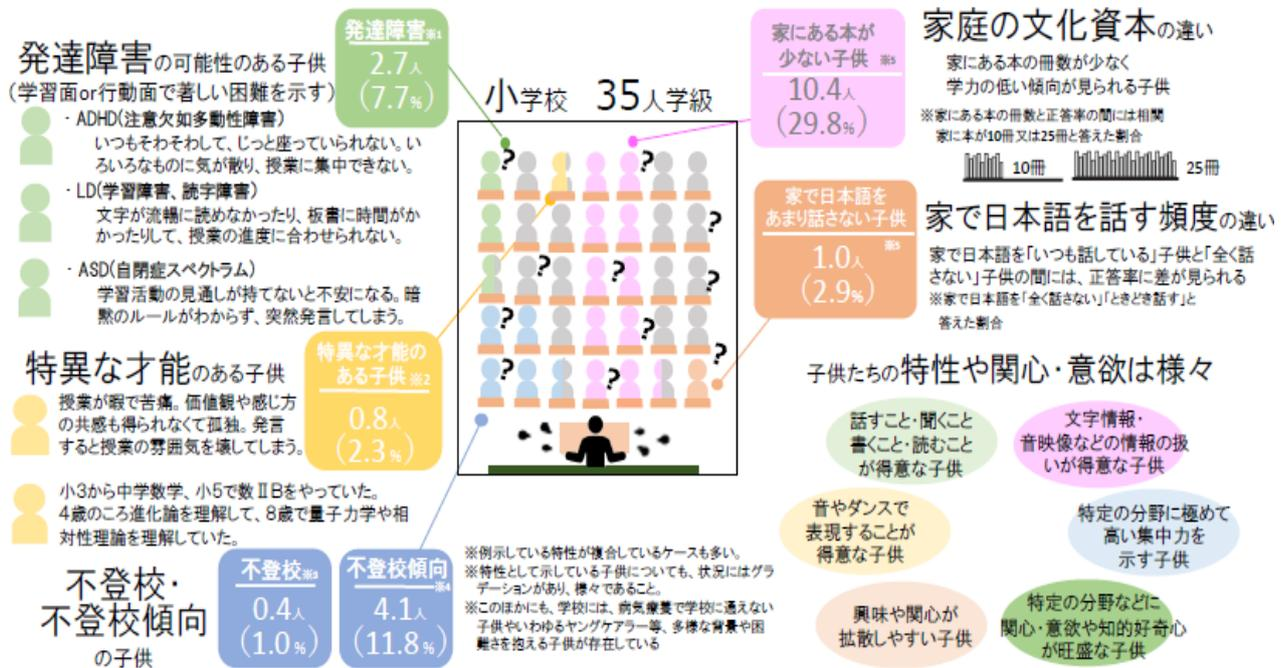 発達障害の可能性のある子供
(学習面or行動面で著しい困難を示す)
・ADHD(注意欠如多動性障害)
いつもそわそわして、じっと座っていられない。い
ろいろなものに気が散り、授業に集中できない。
・LD(学習障害、読字障害)
文字が流暢に読めなかったり、板書に時間がか
かったりして、授業の進度に合わせられない。
・ASD(自閉症スペクトラム)
学習活動の見通しが持てないと不安になる。暗
黙のルールがわからず、突然発言してしまう。
発達障害※1
2.7人
(7.7%)
特異な才能のある子供
授業が暇で苦痛。価値観や感じ方
の共感も得られなくて孤独。発言
すると授業の雰囲気を壊してしまう。
小3から中学数学、小5で数ⅡBをやっていた。
4歳のころ進化論を理解して、8歳で量子力学や相
対性理論を理解していた。
特異な才能の
ある子供※2
0.8人
(2.3%)
不登校・
不登校傾向
の子供
不登校※3
0.4人
(1.0%)
不登校傾向
※4
4.1人
(11.8%)
小学校 35人学級
?
?
?
?
?
?
?
?
?
?
?
※例示している特性が複合しているケースも多い。
※特性として示している子供についても、状況にはグラ
デーションがあり、様々であること。
※このほかにも、学校には、病気療養で学校に通えない
子供やいわゆるヤングケアラー等、多様な背景や困
難さを抱える子供が存在している
家にある本が
少ない子供 ※5
10.4人
(29.8%)
家庭の文化資本の違い
家にある本の冊数が少なく
学力の低い傾向が見られる子供
※家にある本の冊数と正答率の間には相関
家に本が10冊又は25冊と答えた割合
10冊
25冊
家で日本語を
あまり話さない子供
※5
1.0人
(2.9%)
家で日本語を話す頻度の違い
家で日本語を「いつも話している」子供と「全く話
さない」子供の間には、正答率に差が見られる
※家で日本語を「全く話さない」「ときどき話す」と
答えた割合
子供たちの特性や関心・意欲は様々
話すこと・聞くこと
書くこと・読むこと
が得意な子供
文字情報・
音映像などの情報の扱
いが得意な子供
音やダンスで
表現することが
得意な子供
特定の分野に極めて
高い集中力を
示す子供
興味や関心が
拡散しやすい子供
特定の分野などに
関心・意欲や知的好奇心
が旺盛な子供